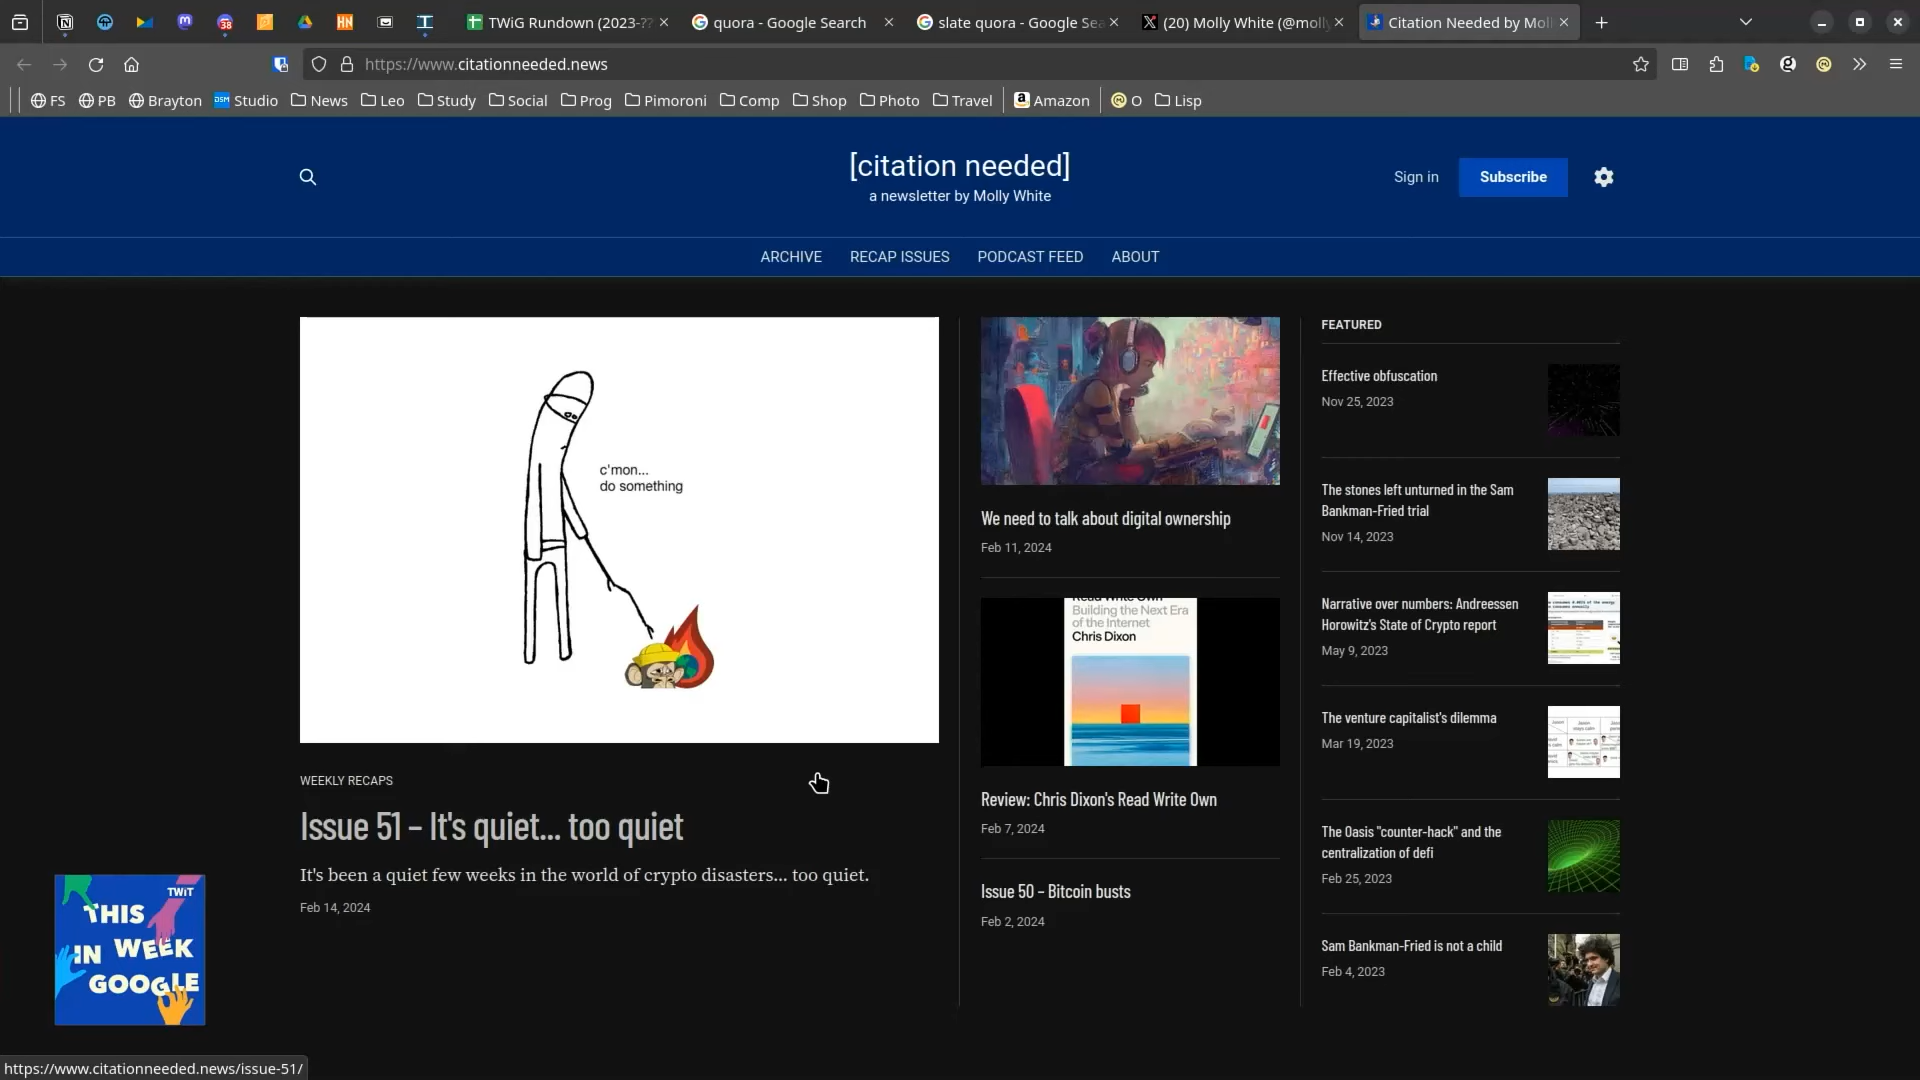 TWiG Rundown (2023-??
quora - Google Search
slate quora - Google Sea
(20) Molly White (@molly
Citation Needed by Moll
https://www.citationneeded.news
FS
PB
Brayton
DSM Studio
News
Leo
Study
Social
Prog
Pimoroni
Comp
Shop
Photo
Travel
Amazon
O
Lisp
[citation needed]
a newsletter by Molly White
Sign in
Subscribe
ARCHIVE
RECAP ISSUES
PODCAST FEED
ABOUT
c'mon...
do something
WEEKLY RECAPS
Issue 51 – It's quiet... too quiet
It's been a quiet few weeks in the world of crypto disasters... too quiet.
Feb 14, 2024
We need to talk about digital ownership
Feb 11, 2024
Read Write Own
Building the Next Era
of the Internet
Chris Dixon
Review: Chris Dixon's Read Write Own
Feb 7, 2024
Issue 50 – Bitcoin busts
Feb 2, 2024
FEATURED
Effective obfuscation
Nov 25, 2023
The stones left unturned in the Sam
Bankman-Fried trial
Nov 14, 2023
Narrative over numbers: Andreessen
Horowitz's State of Crypto report
May 9, 2023
The venture capitalist's dilemma
Mar 19, 2023
The Oasis "counter-hack" and the
centralization of defi
Feb 25, 2023
Sam Bankman-Fried is not a child
Feb 4, 2023
TWiT
THIS
IN WEEK
GOOGLE
https://www.citationneeded.news/issue-51/